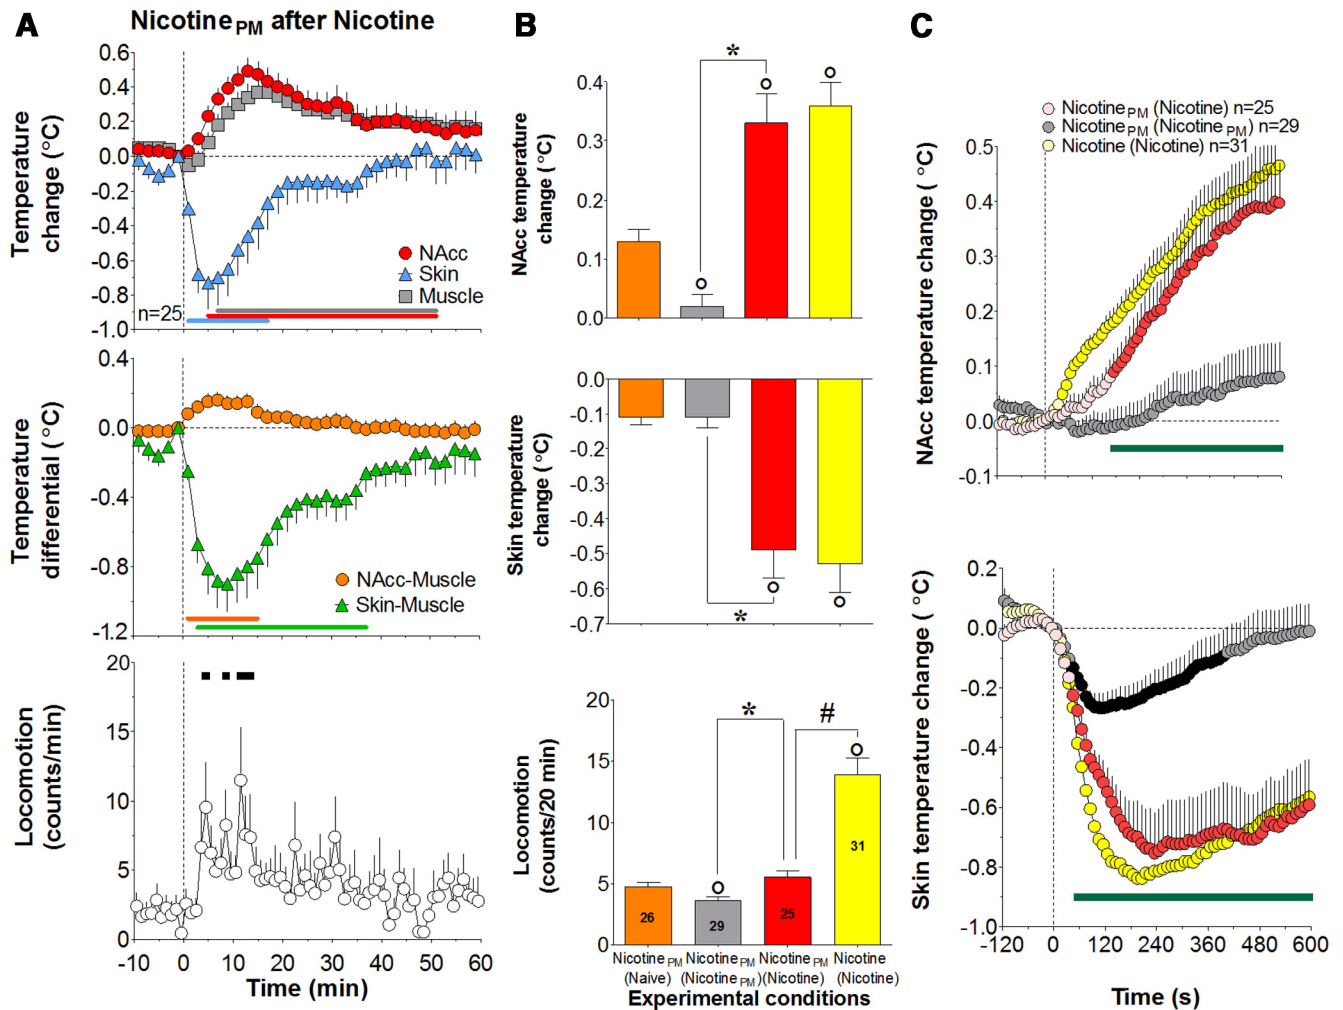 A
Nicotine PM after Nicotine
0.6
0.4
0.2
0.0
-0.2
-0.4
-0.6
-0.8
-1.0
Temperature
change (°C)
NAcc
Skin
Muscle
n=25
0.4
0.0
-0.4
-0.8
-1.2
Temperature
differential (°C)
NAcc-Muscle
Skin-Muscle
20
15
10
5
0
Locomotion
(counts/min)
-10 0 10 20 30 40 50 60
Time (min)
B
0.4
0.3
0.2
0.1
0.0
NAcc temperature
change (°C)
*
0.0
-0.1
-0.2
-0.3
-0.4
-0.5
-0.6
-0.7
Skin temperature
change (°C)
*
20
15
10
5
0
Locomotion
(counts/20 min)
* #
26 29 25 31
Nicotine PM Nicotine PM Nicotine PM Nicotine
(Naive) (Nicotine PM) (Nicotine) (Nicotine)
Experimental conditions
C
Nicotine PM (Nicotine) n=25
Nicotine PM (Nicotine PM) n=29
Nicotine (Nicotine) n=31
0.5
0.4
0.3
0.2
0.1
0.0
-0.1
NAcc temperature change ( °C)
0.2
0.0
-0.2
-0.4
-0.6
-0.8
-1.0
Skin temperature change ( °C)
-120 0 120 240 360 480 600
Time (s)